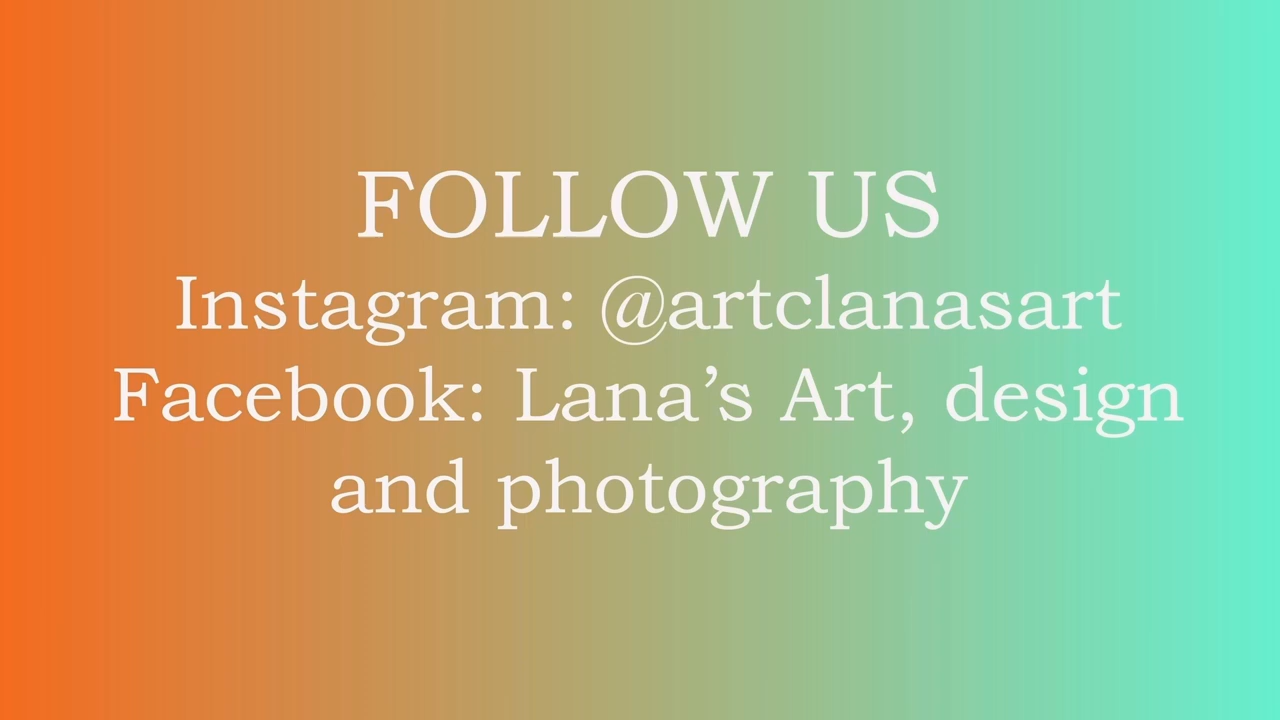 FOLLOW US
Instagram: @artclanasart
Facebook: Lana’s Art, design
and photography